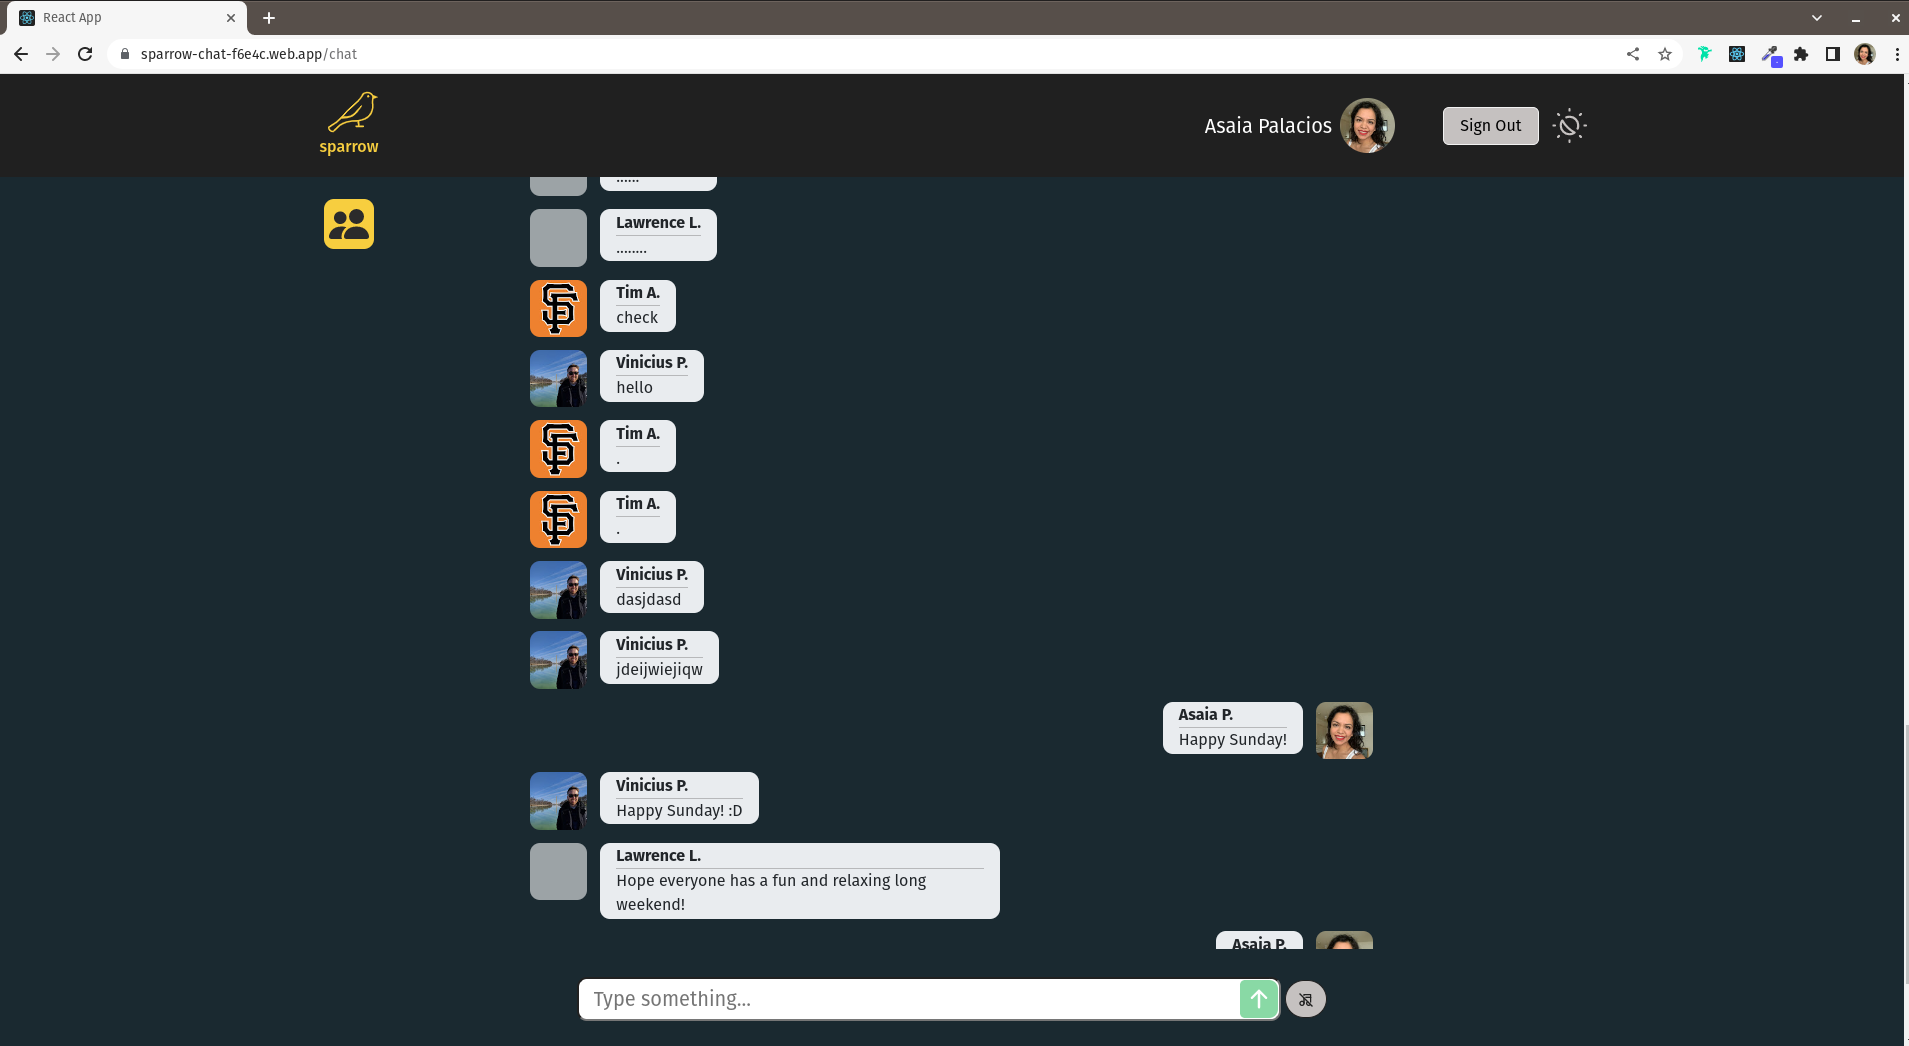 React App
sparrow-chat-f6e4c.web.app/chat
sparrow
Asaia Palacios
Sign Out
......
Lawrence L.
........
Tim A.
check
Vinicius P.
hello
Tim A.
.
Tim A.
.
Vinicius P.
dasjdasd
Vinicius P.
jdeijwiejiqw
Asaia P.
Happy Sunday!
Vinicius P.
Happy Sunday! :D
Lawrence L.
Hope everyone has a fun and relaxing long
weekend!
Asaia P.
Type something...